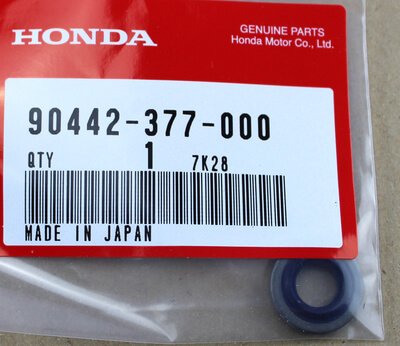 HONDA
GENUINE PARTS
Honda Motor Co., Ltd.
90442-377-000
QTY 1 7K28
MADE IN JAPAN